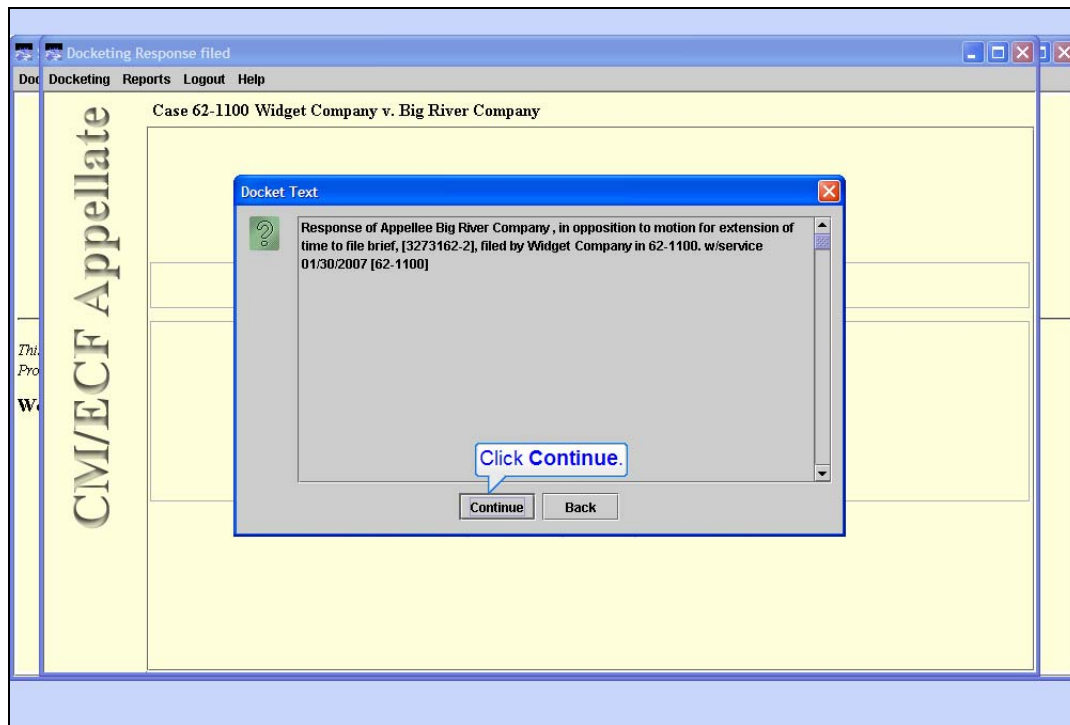 Docketing Response filed
Doc Docketing Reports Logout Help
Case 62-1100 Widget Company v. Big River Company
CM/ECF Appellate
Docket Text
Response of Appellee Big River Company , in opposition to motion for extension of
time to file brief, [3273162-2], filed by Widget Company in 62-1100. w/service
01/30/2007 [62-1100]
Click Continue.
Continue Back
Thi
Pro
We